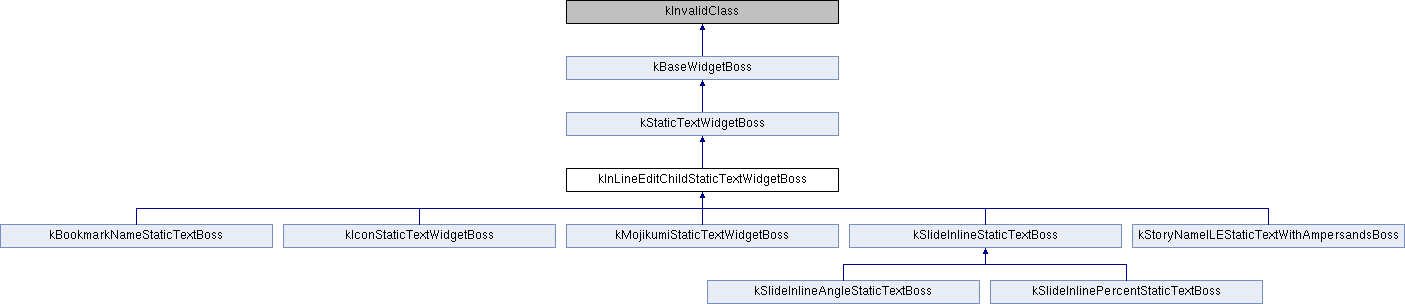 kInvalidClass
kBaseWidgetBoss
kStaticTextWidgetBoss
kInLineEditChildStaticTextWidgetBoss
kBookmarkNameStaticTextBoss
kIconStaticTextWidgetBoss
kMojikumiStaticTextWidgetBoss
kSlideInlineStaticTextBoss
kStoryNameILEStaticTextWithAmpersandsBoss
kSlideInlineAngleStaticTextBoss
kSlideInlinePercentStaticTextBoss